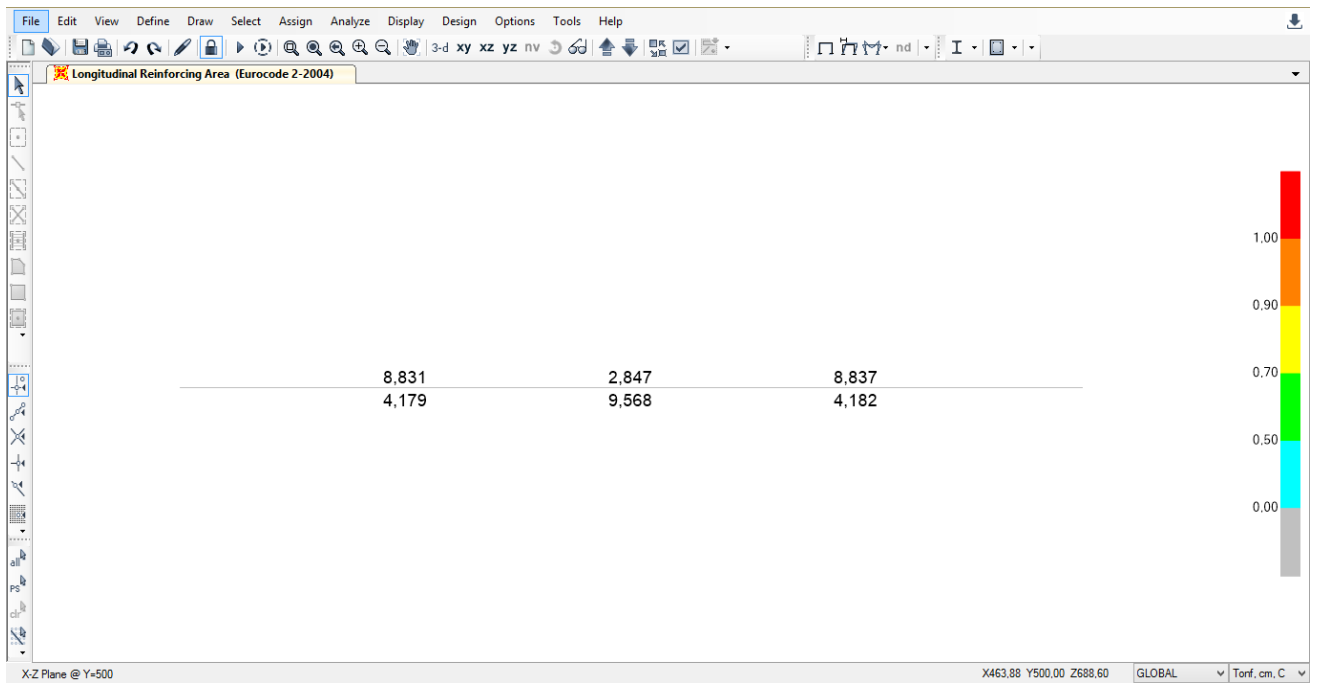 File Edit View Define Draw Select Assign Analyze Display Design Options Tools Help
3-d xy xz yz nv nd
Longitudinal Reinforcing Area (Eurocode 2-2004)
1,00
0,90
0,70
8,831 2,847 8,837
4,179 9,568 4,182
0,50
0,00
all
PS
clr
X-Z Plane @ Y=500 X463,88 Y500,00 Z688,60 GLOBAL Tonf, cm, C